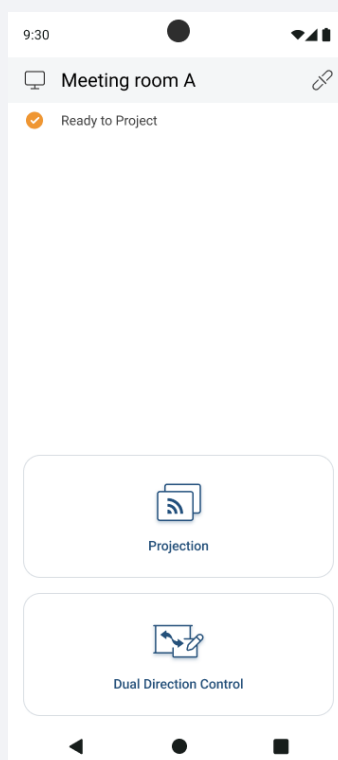 9:30
Meeting room A
Ready to Project
Projection
Dual Direction Control